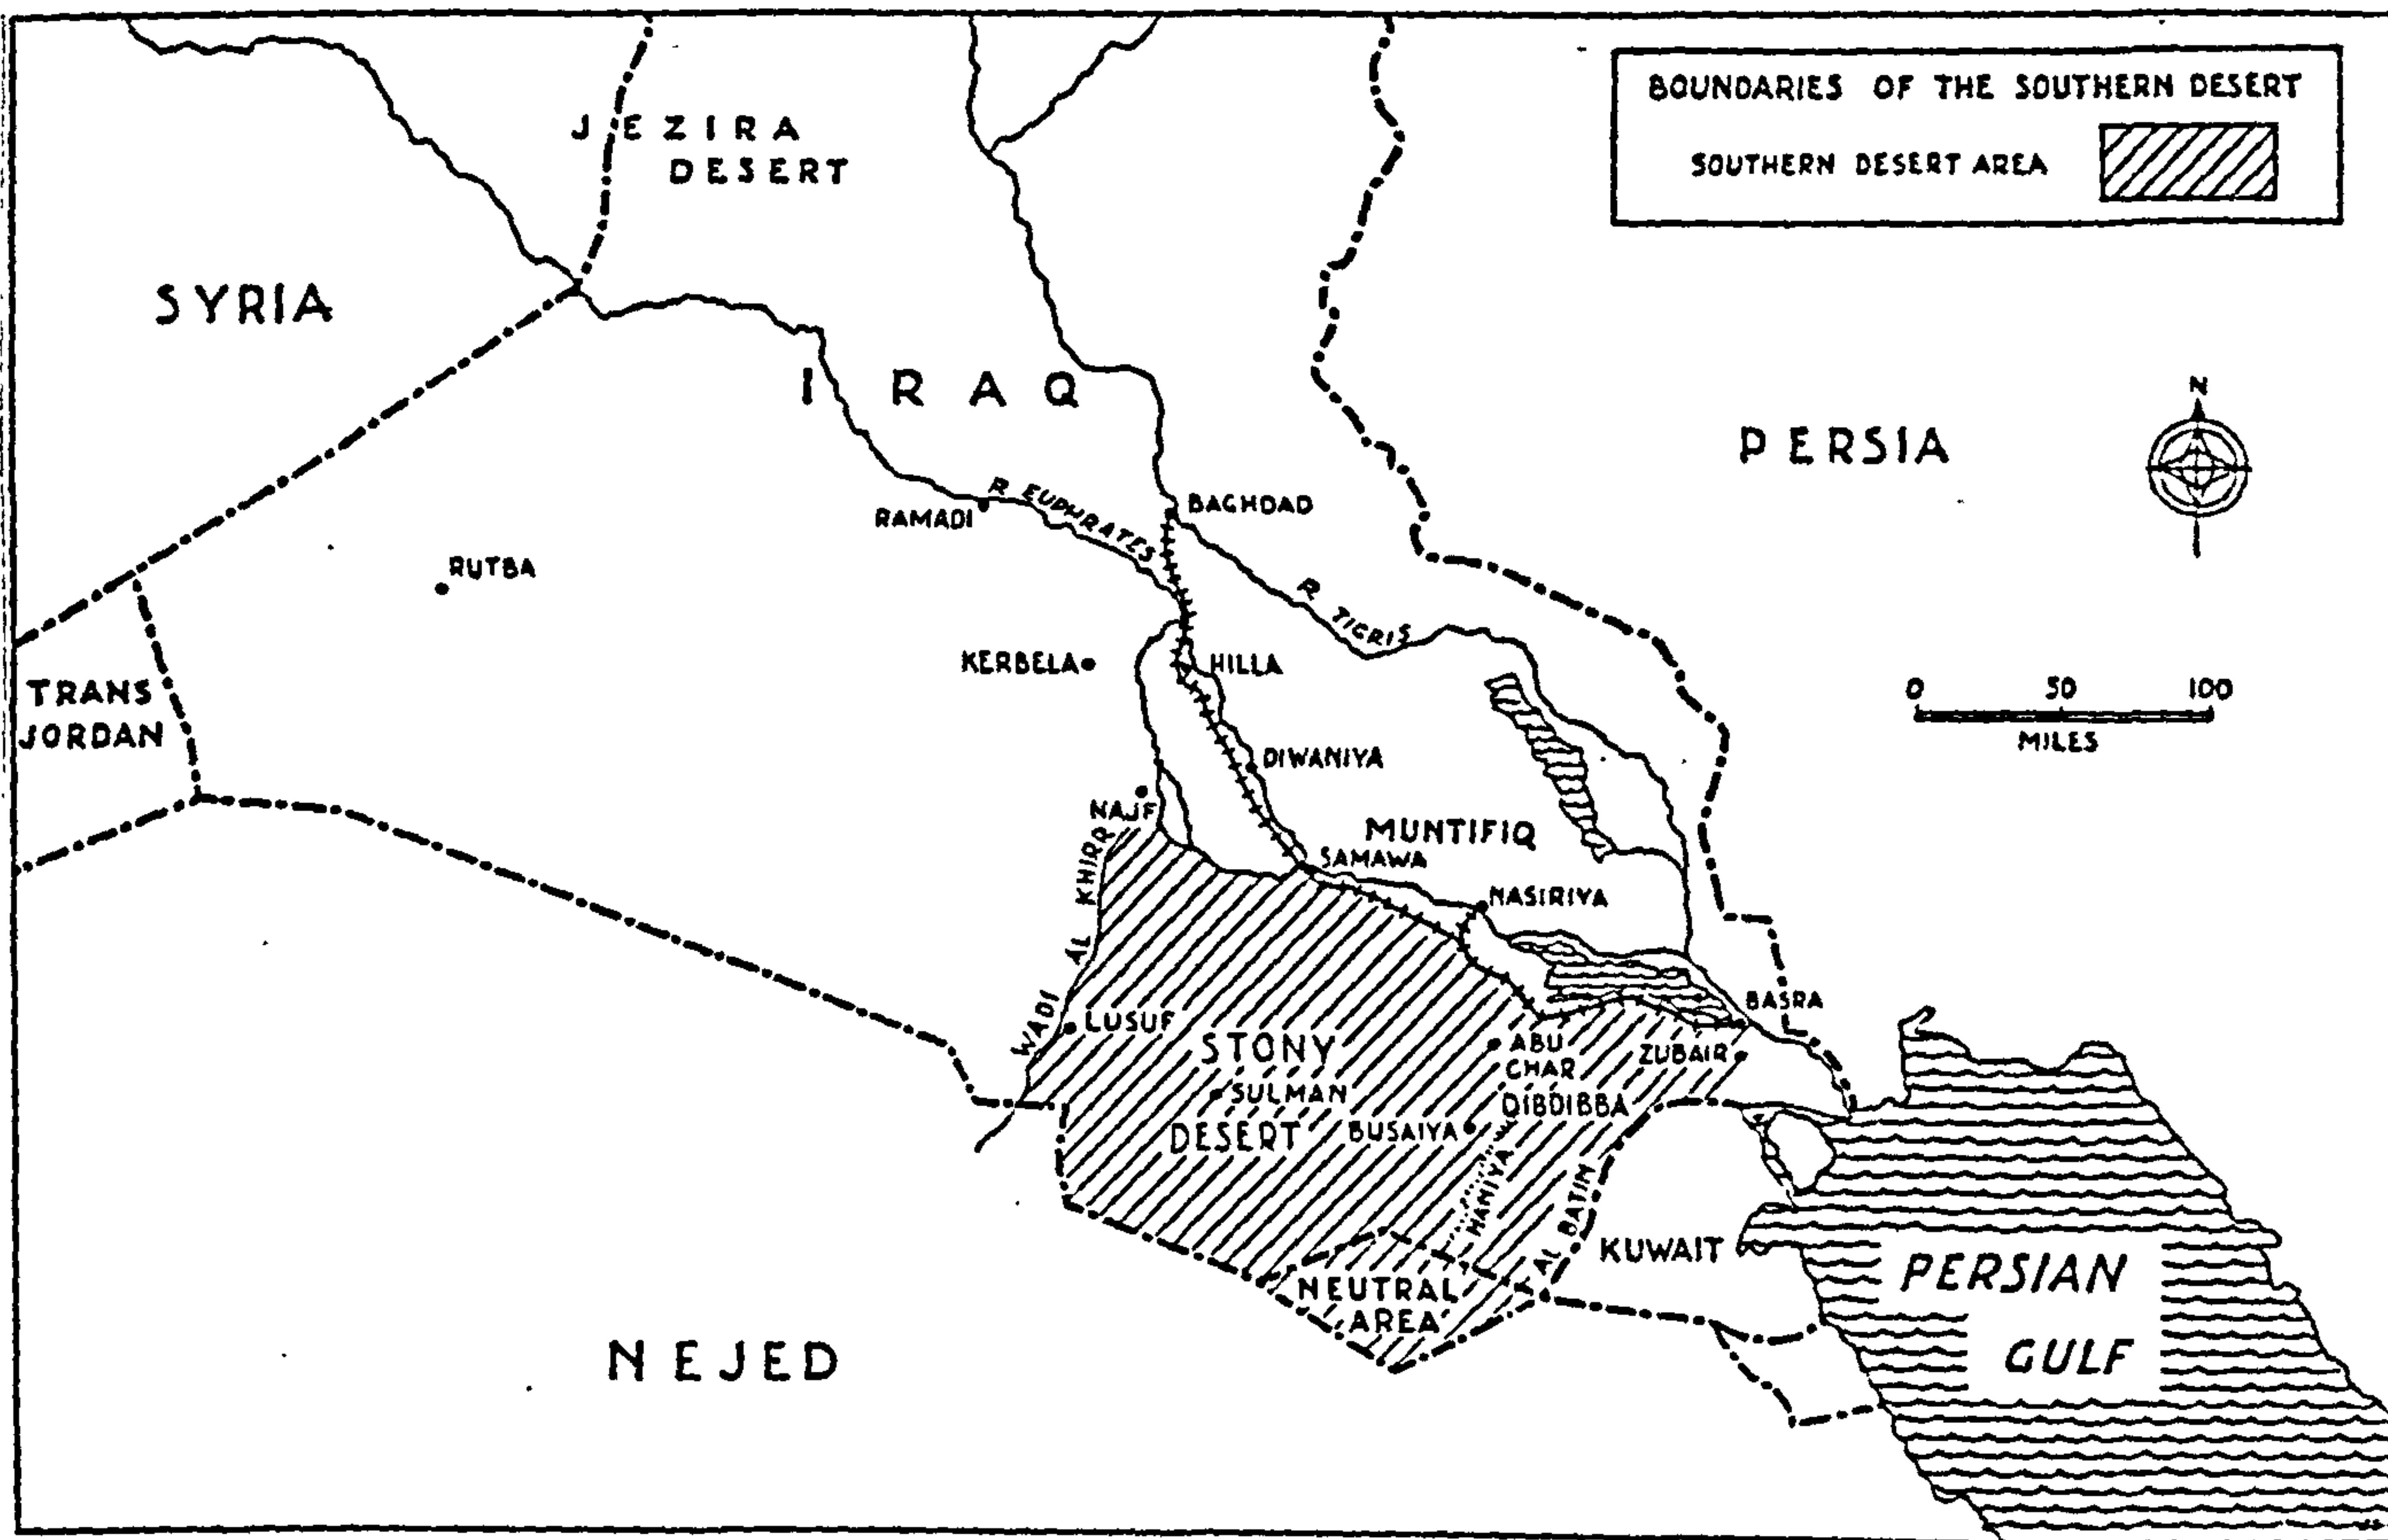 BOUNDARIES OF THE SOUTHERN DESERT
SOUTHERN DESERT AREA
JEZIRA
DESERT
SYRIA
IRAQ
N
PERSIA
R. EUPHRATES
BAGHDAD
RAMADI
RUTBA
R. TIGRIS
KERBELA
HILLA
TRANS
JORDAN
0 50 100
MILES
DIWANIYA
NAJF
MUNTIFIQ
SAMAWA
WADI AL KHIRR
NASIRIYA
BASRA
LUSUF
STONY
ABU
CHAR
ZUBAIR
SULMAN
DIBDIBBA
DESERT
BUSAIYA
HANIYA
AL BATIM
KUWAIT
NEUTRAL
AREA
PERSIAN
GULF
NEJED